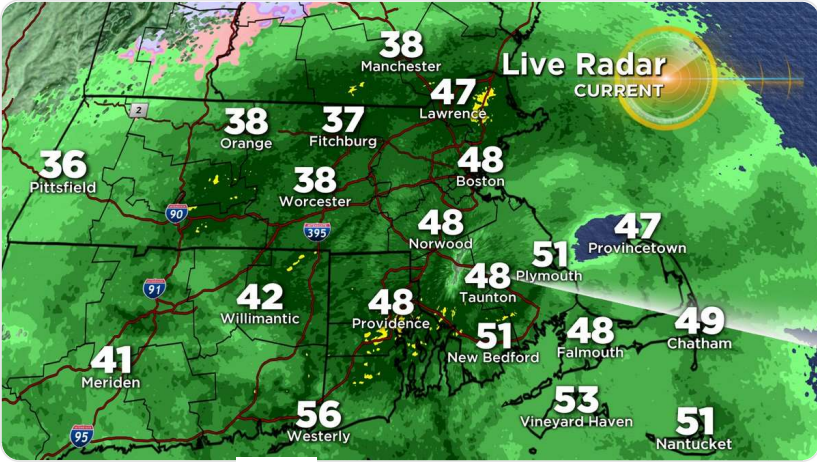 38
Manchester
Live Radar
CURRENT
47
Lawrence
2
38
Orange
37
Fitchburg
36
Pittsfield
38
Worcester
48
Boston
90
395
48
Norwood
47
Provincetown
51
Plymouth
91
42
Willimantic
48
Providence
48
Taunton
51
New Bedford
48
Falmouth
49
Chatham
41
Meriden
56
Westerly
53
Vineyard Haven
51
Nantucket
95